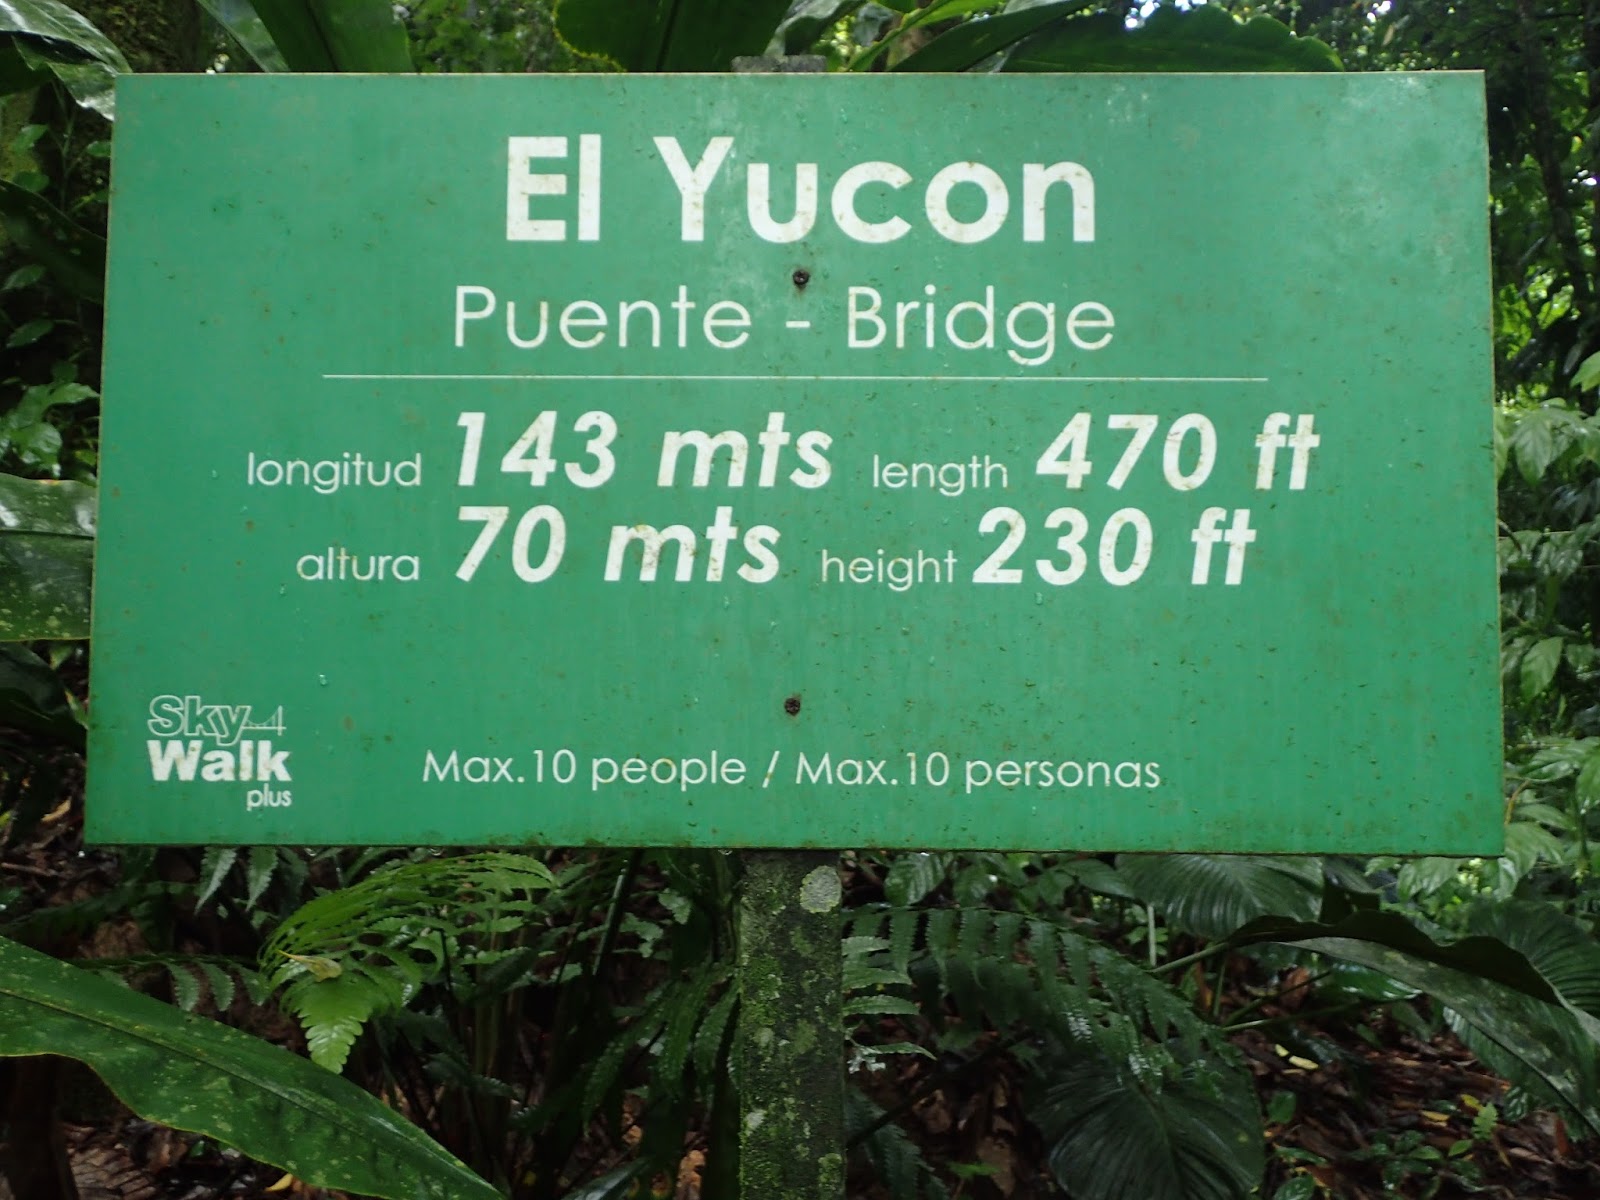 El Yucon
Puente - Bridge
longitud 143 mts length 470 ft
altura 70 mts height 230 ft
Sky
Walk
plus
Max.10 people / Max.10 personas